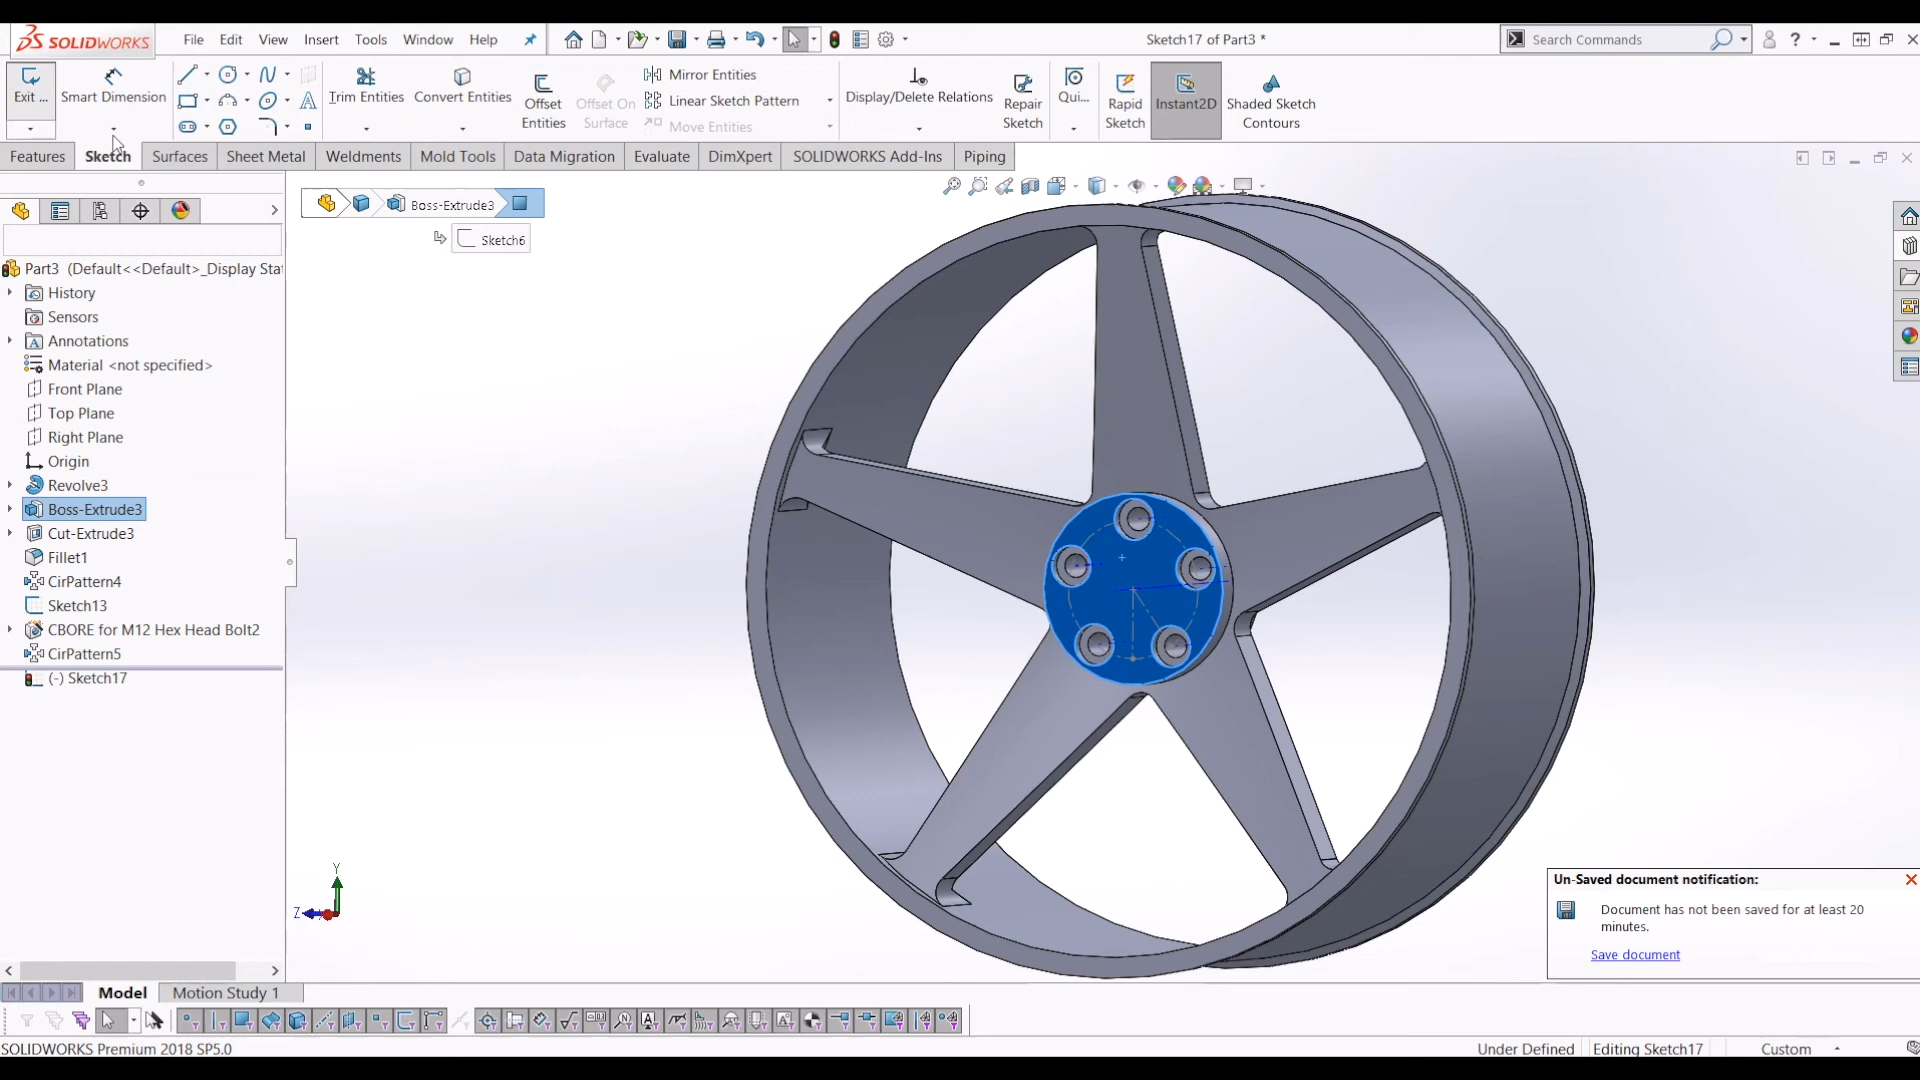 SOLIDWORKS
File Edit View Insert Tools Window Help
Sketch17 of Part3 *
Search Commands
Exit ...
Smart Dimension
Trim Entities
Convert Entities
Offset Entities
Offset On Surface
Mirror Entities
Linear Sketch Pattern
Move Entities
Display/Delete Relations
Repair Sketch
Qui...
Rapid Sketch
Instant2D
Shaded Sketch Contours
Features Sketch Surfaces Sheet Metal Weldments Mold Tools Data Migration Evaluate DimXpert SOLIDWORKS Add-Ins Piping
Boss-Extrude3
Sketch6
Part3 (Default<<Default>_Display Sta
History
Sensors
Annotations
Material <not specified>
Front Plane
Top Plane
Right Plane
Origin
Revolve3
Boss-Extrude3
Cut-Extrude3
Fillet1
CirPattern4
Sketch13
CBORE for M12 Hex Head Bolt2
CirPattern5
(-) Sketch17
Y
Z
Un-Saved document notification:
Document has not been saved for at least 20
minutes.
Save document
Model Motion Study 1
SOLIDWORKS Premium 2018 SP5.0
Under Defined Editing Sketch17 Custom